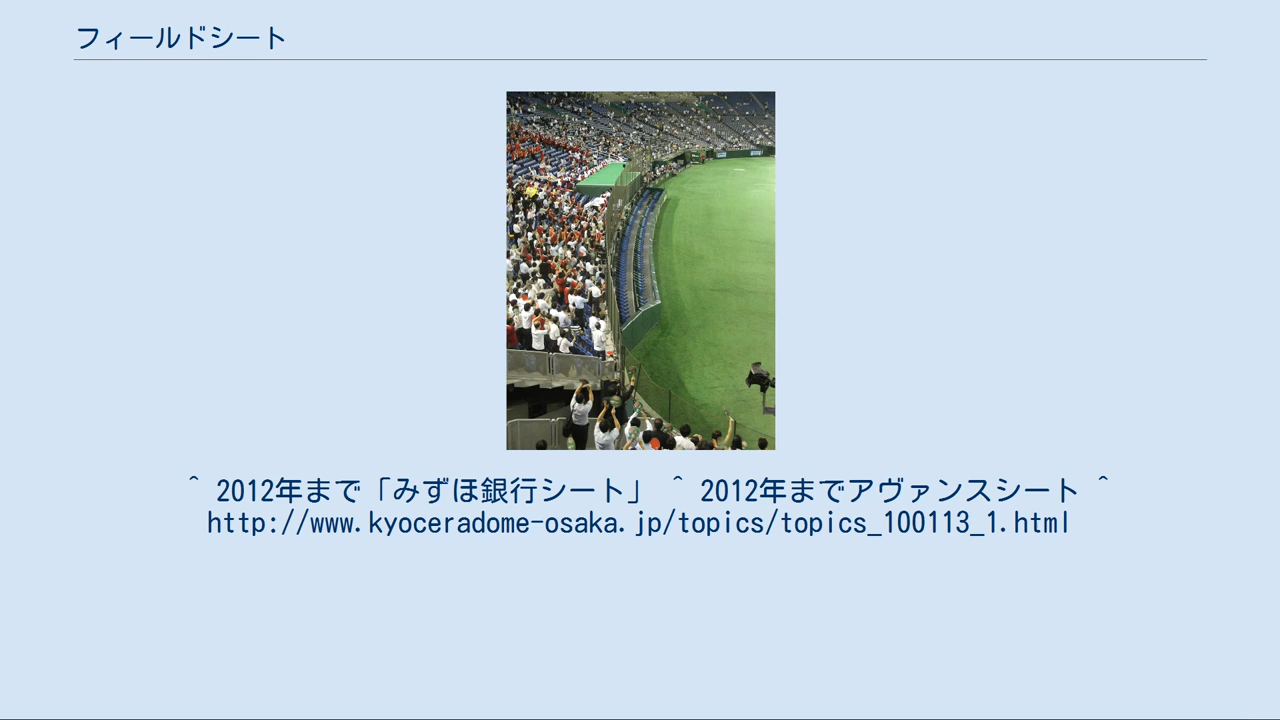 フィールドシート
^ 2012年まで「みずほ銀行シート」 ^ 2012年までアヴァンスシート ^
http://www.kyoceradome-osaka.jp/topics/topics_100113_1.html